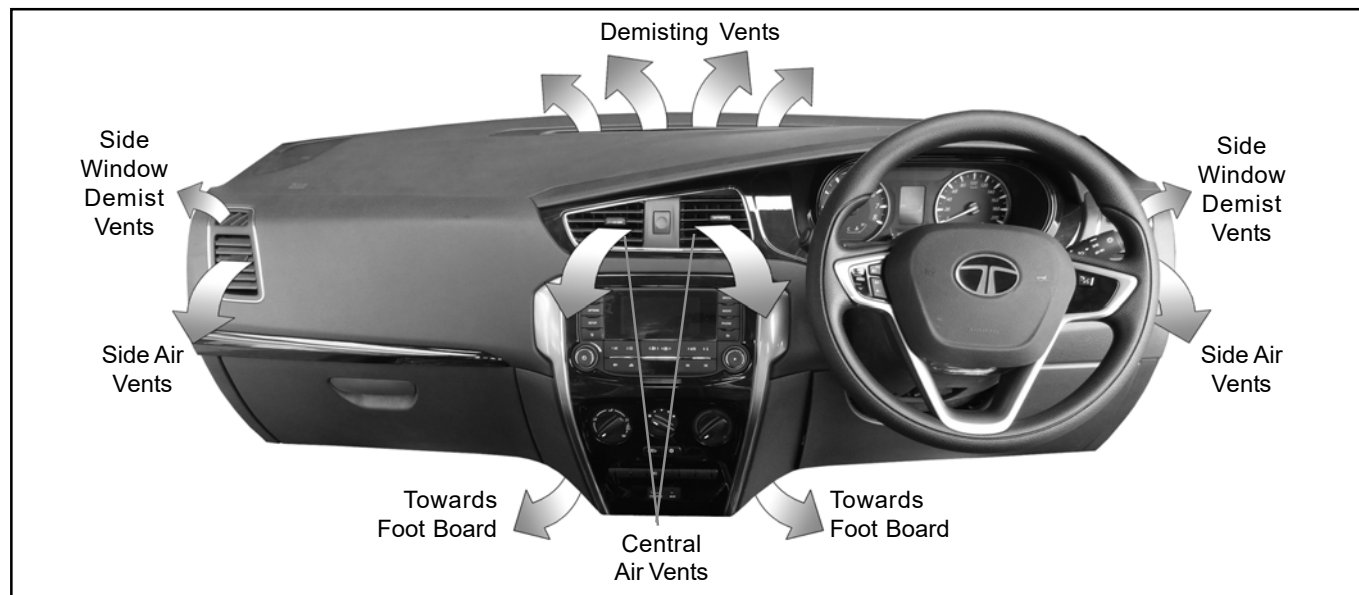 Demisting Vents
Side
Window
Demist
Vents
Side
Window
Demist
Vents
Side Air
Vents
Side Air
Vents
Towards
Foot Board
Towards
Foot Board
Central
Air Vents